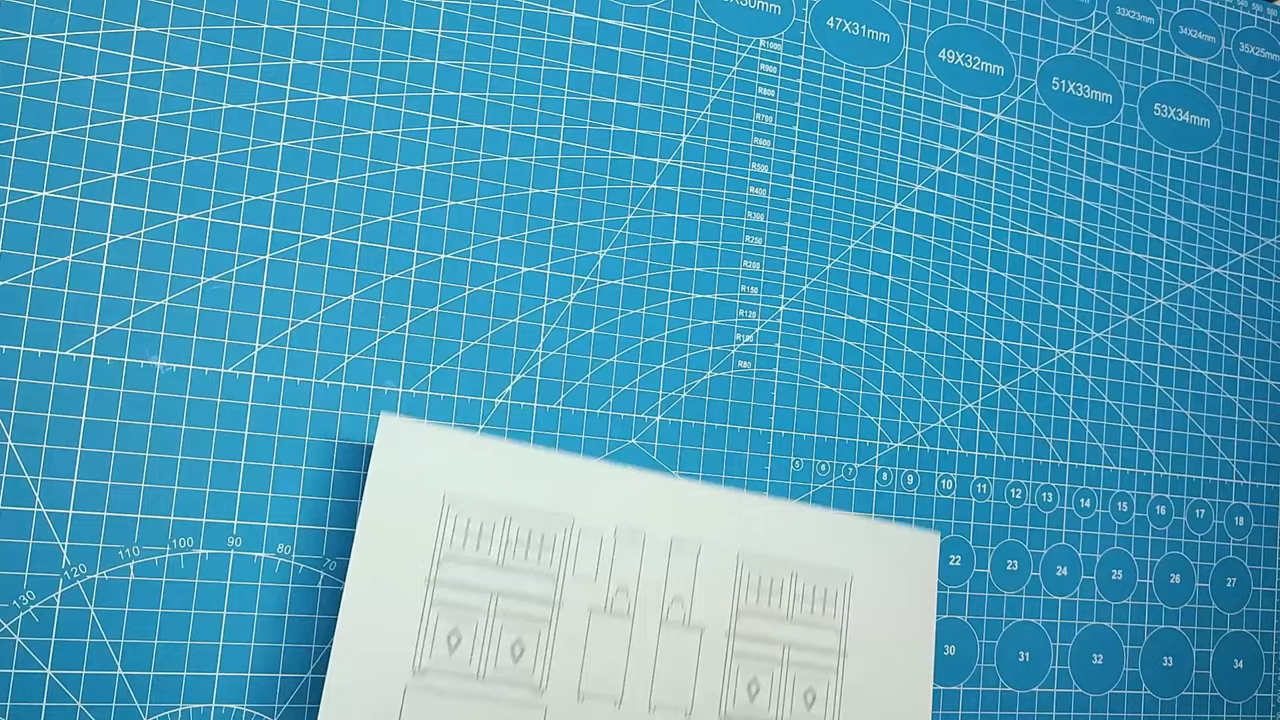 47X31mm
49X32mm
51X33mm
53X34mm
33X23mm
34X24mm
35X25mm
R1000
R900
R800
R700
R600
R500
R400
R300
R250
R200
R150
R120
R100
R80
5 6 7 8 9 10 11 12 13 14 15 16 17 18
22 23 24 25 26 27
30 31 32 33 34
130 120 110 100 90 80 70